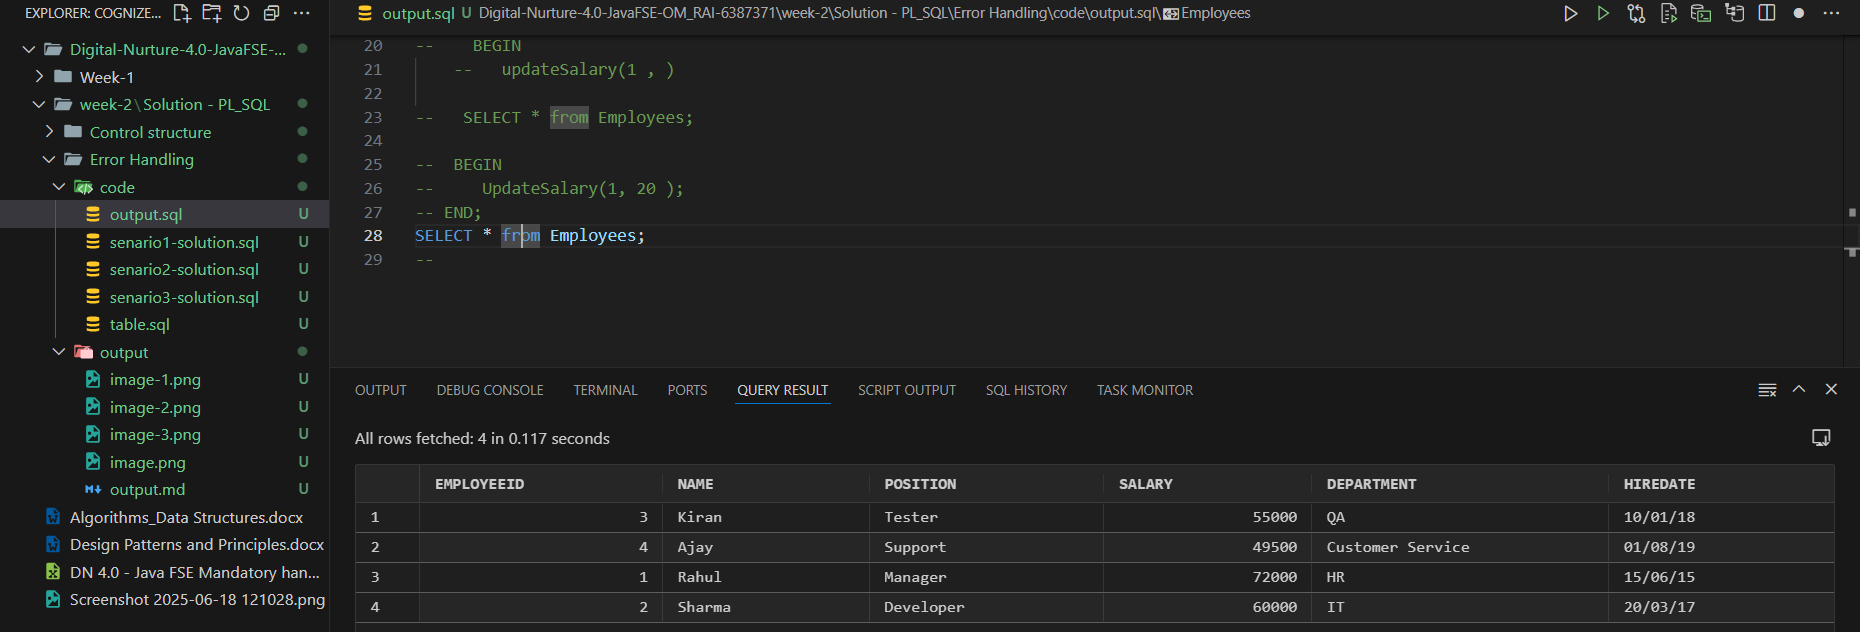 EXPLORER: COGNIZE...
Digital-Nurture-4.0-JavaFSE-...
Week-1
week-2\Solution - PL_SQL
Control structure
Error Handling
code
output.sql U
senario1-solution.sql U
senario2-solution.sql U
senario3-solution.sql U
table.sql U
output
image-1.png U
image-2.png U
image-3.png U
image.png U
output.md U
Algorithms_Data Structures.docx
Design Patterns and Principles.docx
DN 4.0 - Java FSE Mandatory han...
Screenshot 2025-06-18 121028.png
output.sql U Digital-Nurture-4.0-JavaFSE-OM_RAI-6387371\week-2\Solution - PL_SQL\Error Handling\code\output.sql\Employees
20 -- BEGIN
21 -- updateSalary(1 , )
22
23 -- SELECT * from Employees;
24
25 -- BEGIN
26 -- UpdateSalary(1, 20 );
27 -- END;
28 SELECT * from Employees;
29 --
OUTPUT DEBUG CONSOLE TERMINAL PORTS QUERY RESULT SCRIPT OUTPUT SQL HISTORY TASK MONITOR
All rows fetched: 4 in 0.117 seconds
EMPLOYEEID NAME POSITION SALARY DEPARTMENT HIREDATE
1 3 Kiran Tester 55000 QA 10/01/18
2 4 Ajay Support 49500 Customer Service 01/08/19
3 1 Rahul Manager 72000 HR 15/06/15
4 2 Sharma Developer 60000 IT 20/03/17